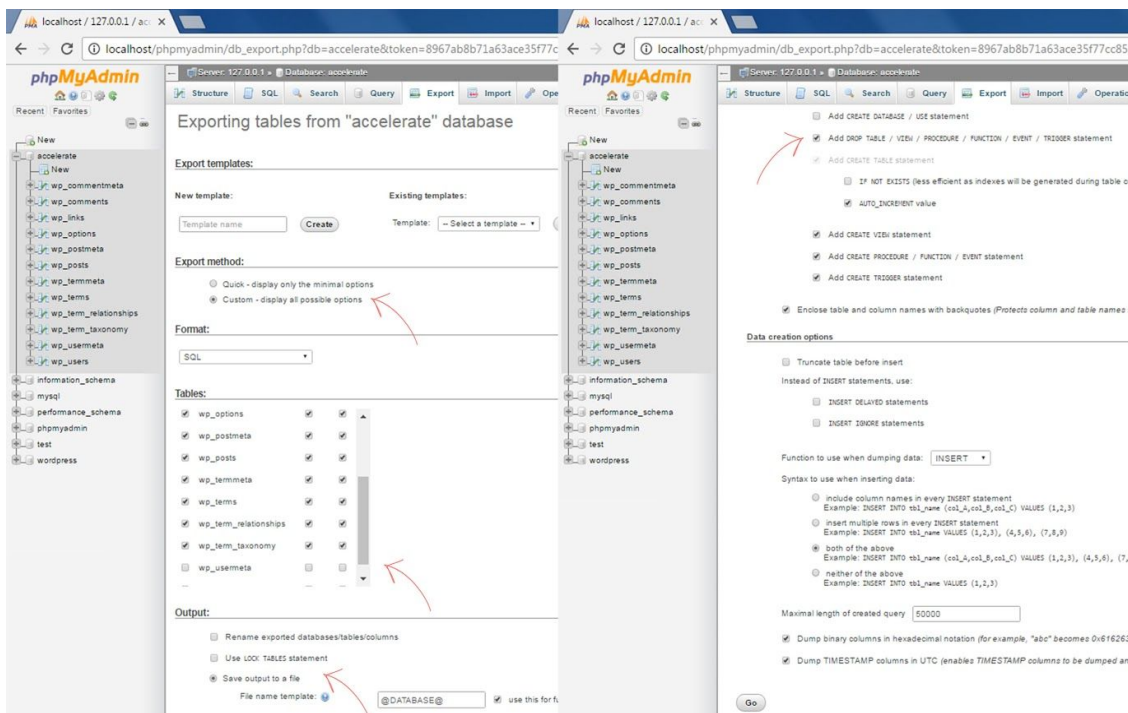 localhost / 127.0.0.1 / acc
localhost/phpmyadmin/db_export.php?db=accelerate&token=8967ab8b71a63ace35f77c
phpMyAdmin
Recent Favorites
New
accelerate
New
wp_commentmeta
wp_comments
wp_links
wp_options
wp_postmeta
wp_posts
wp_termmeta
wp_terms
wp_term_relationships
wp_term_taxonomy
wp_usermeta
wp_users
information_schema
mysql
performance_schema
phpmyadmin
test
wordpress
Server: 127.0.0.1 » Database: accelerate
Structure SQL Search Query Export Import Ope
Exporting tables from "accelerate" database
Export templates:
New template: Existing templates:
Template name Create Template: -- Select a template --
Export method:
Quick - display only the minimal options
Custom - display all possible options
Format:
SQL
Tables:
wp_options
wp_postmeta
wp_posts
wp_termmeta
wp_terms
wp_term_relationships
wp_term_taxonomy
wp_usermeta
Output:
Rename exported databases/tables/columns
Use LOCK TABLES statement
Save output to a file
File name template: @DATABASE@ use this for fu
localhost / 127.0.0.1 / acc
localhost/phpmyadmin/db_export.php?db=accelerate&token=8967ab8b71a63ace35f77cc85
phpMyAdmin
Recent Favorites
New
accelerate
New
wp_commentmeta
wp_comments
wp_links
wp_options
wp_postmeta
wp_posts
wp_termmeta
wp_terms
wp_term_relationships
wp_term_taxonomy
wp_usermeta
wp_users
information_schema
mysql
performance_schema
phpmyadmin
test
wordpress
Server: 127.0.0.1 » Database: accelerate
Structure SQL Search Query Export Import Operatio
Add CREATE DATABASE / USE statement
Add DROP TABLE / VIEW / PROCEDURE / FUNCTION / EVENT / TRIGGER statement
Add CREATE TABLE statement
IF NOT EXISTS (less efficient as indexes will be generated during table c
AUTO_INCREMENT value
Add CREATE VIEW statement
Add CREATE PROCEDURE / FUNCTION / EVENT statement
Add CREATE TRIGGER statement
Enclose table and column names with backquotes (Protects column and table names
Data creation options
Truncate table before insert
Instead of INSERT statements, use:
INSERT DELAYED statements
INSERT IGNORE statements
Function to use when dumping data: INSERT
Syntax to use when inserting data:
include column names in every INSERT statement
Example: INSERT INTO tbl_name (col_A,col_B,col_C) VALUES (1,2,3)
insert multiple rows in every INSERT statement
Example: INSERT INTO tbl_name VALUES (1,2,3), (4,5,6), (7,8,9)
both of the above
Example: INSERT INTO tbl_name (col_A,col_B,col_C) VALUES (1,2,3), (4,5,6), (7,
neither of the above
Example: INSERT INTO tbl_name VALUES (1,2,3)
Maximal length of created query 50000
Dump binary columns in hexadecimal notation (for example, "abc" becomes 0x616263
Dump TIMESTAMP columns in UTC (enables TIMESTAMP columns to be dumped an
Go